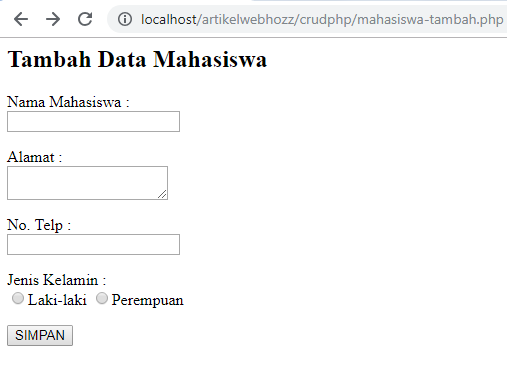 localhost/artikelwebhozz/crudphp/mahasiswa-tambah.php
Tambah Data Mahasiswa
Nama Mahasiswa :
Alamat :
No. Telp :
Jenis Kelamin :
Laki-laki Perempuan
SIMPAN